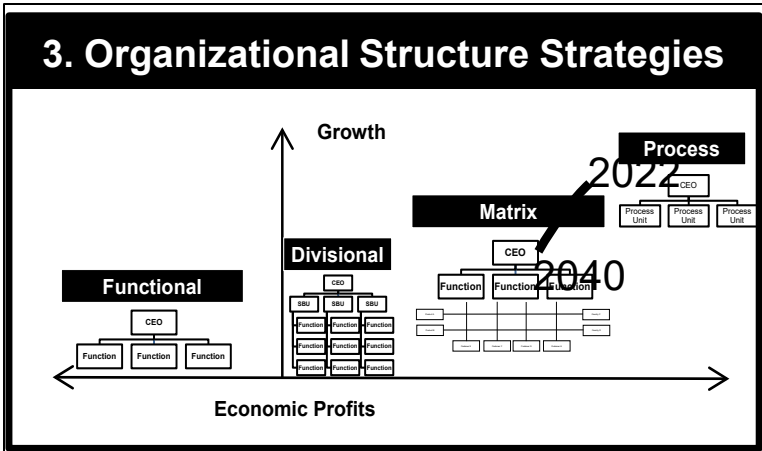 3. Organizational Structure Strategies
Growth
Process
2022
CEO
Process Unit
Process Unit
Process Unit
Matrix
CEO
2040
Function
Function
Function
Divisional
CEO
SBU
SBU
SBU
Function
Function
Function
Function
Function
Function
Function
Function
Function
Functional
CEO
Function
Function
Function
Economic Profits